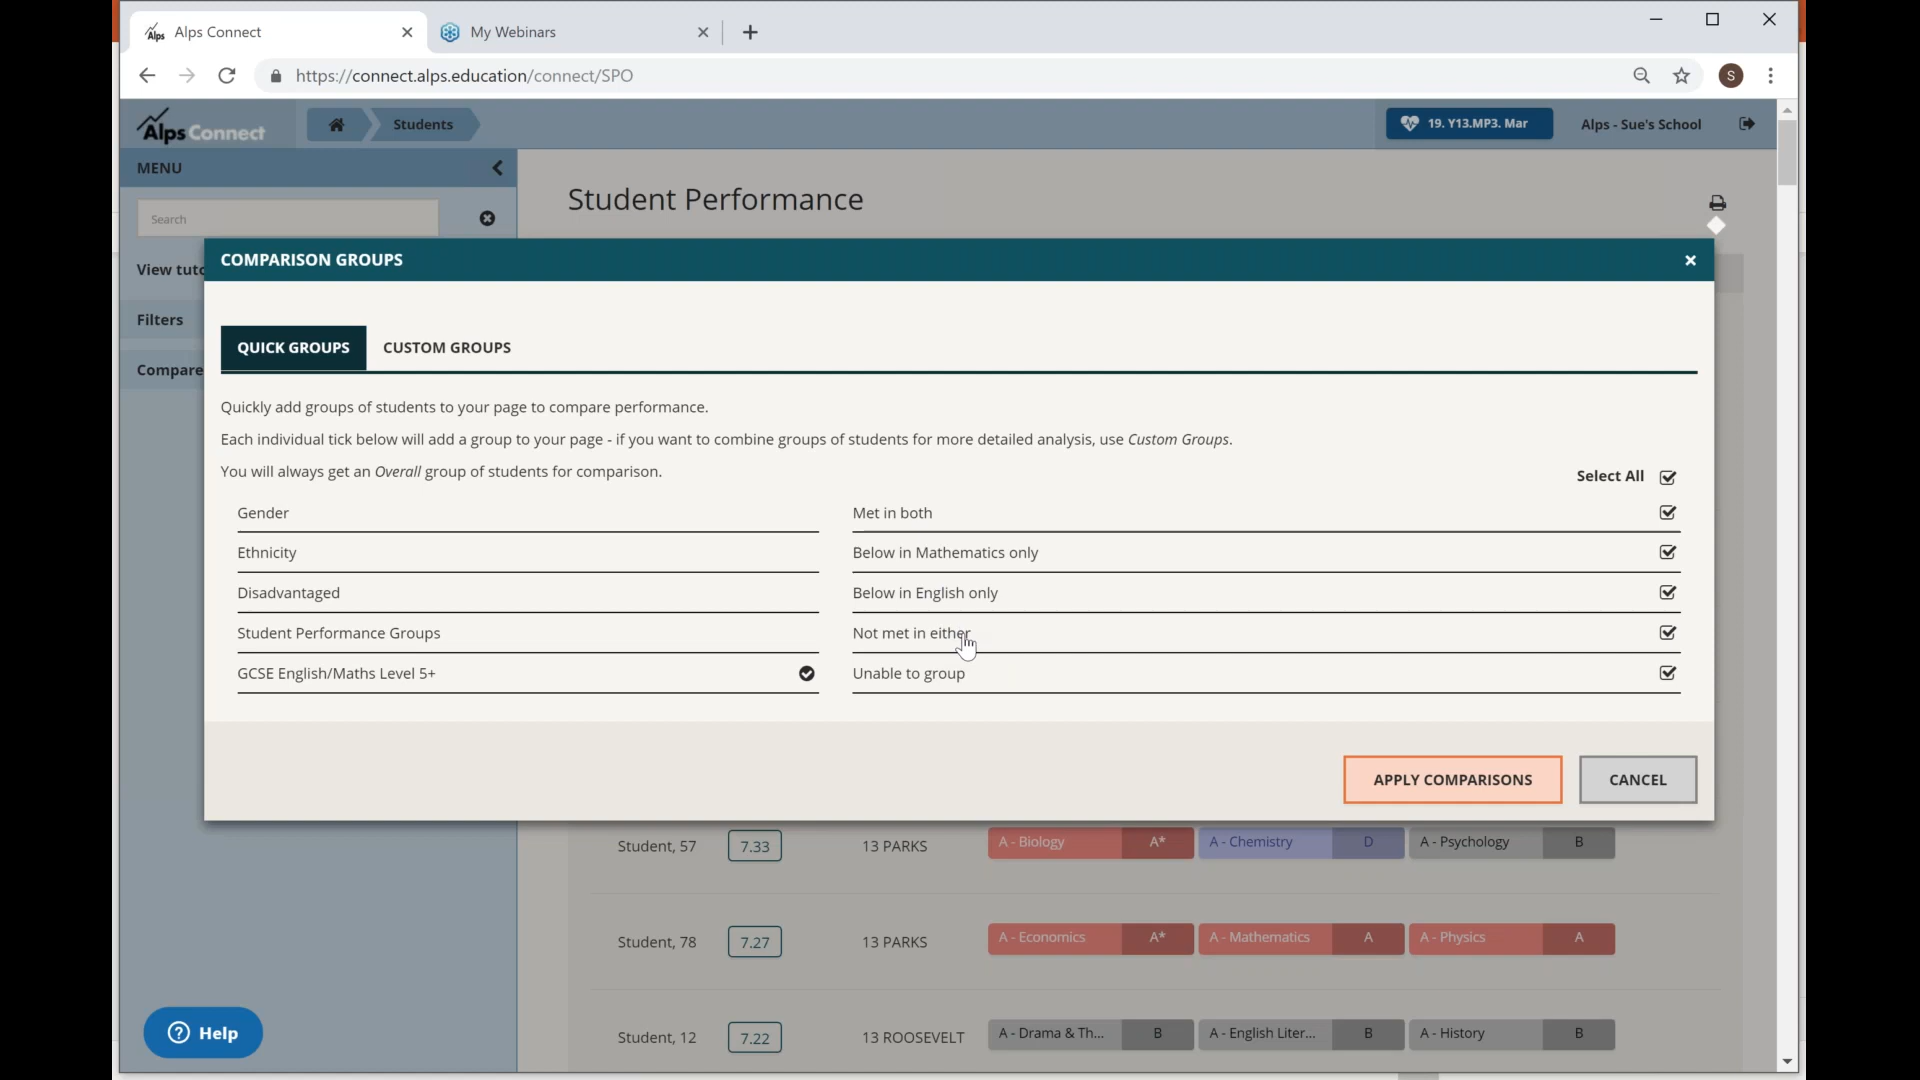 Alps Connect
My Webinars
https://connect.alps.education/connect/SPO
S
Alps Connect
Students
19. Y13.MP3. Mar
Alps - Sue's School
MENU
Search
Student Performance
View tuto
Filters
Compare
COMPARISON GROUPS
QUICK GROUPS
CUSTOM GROUPS
Quickly add groups of students to your page to compare performance.
Each individual tick below will add a group to your page - if you want to combine groups of students for more detailed analysis, use Custom Groups.
You will always get an Overall group of students for comparison.
Select All
Gender
Met in both
Ethnicity
Below in Mathematics only
Disadvantaged
Below in English only
Student Performance Groups
Not met in either
GCSE English/Maths Level 5+
Unable to group
APPLY COMPARISONS
CANCEL
Student, 57 7.33 13 PARKS A - Biology A* A - Chemistry D A - Psychology B
Student, 78 7.27 13 PARKS A - Economics A* A - Mathematics A A - Physics A
Student, 12 7.22 13 ROOSEVELT A - Drama & Th... B A - English Liter... B A - History B
Help